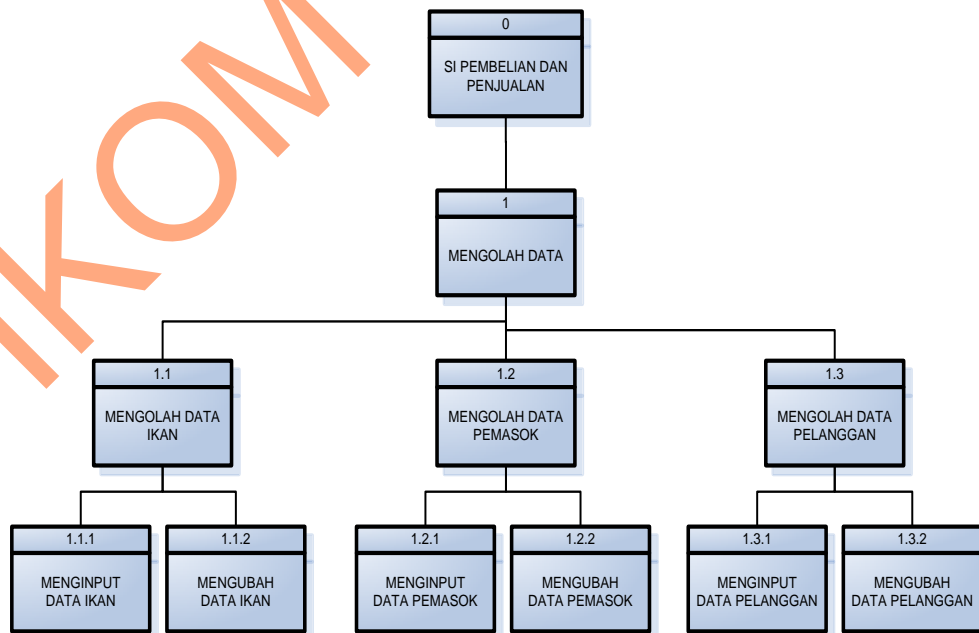 0
SI PEMBELIAN DAN
PENJUALAN
1
MENGOLAH DATA
1.1
MENGOLAH DATA
IKAN
1.2
MENGOLAH DATA
PEMASOK
1.3
MENGOLAH DATA
PELANGGAN
1.1.1
MENGINPUT
DATA IKAN
1.1.2
MENGUBAH
DATA IKAN
1.2.1
MENGINPUT
DATA PEMASOK
1.2.2
MENGUBAH
DATA PEMASOK
1.3.1
MENGINPUT
DATA PELANGGAN
1.3.2
MENGUBAH
DATA PELANGGAN
IKOM